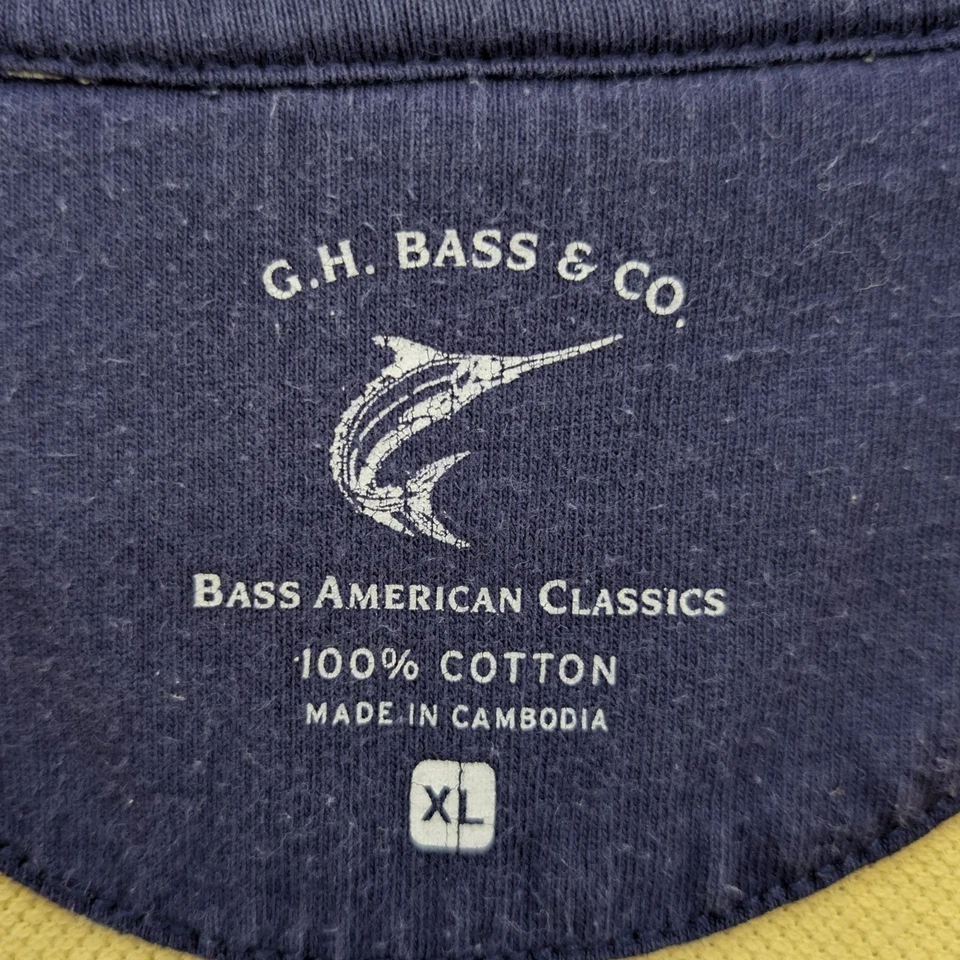 G.H. BASS & CO.
BASS AMERICAN CLASSICS
100% COTTON
MADE IN CAMBODIA
XL